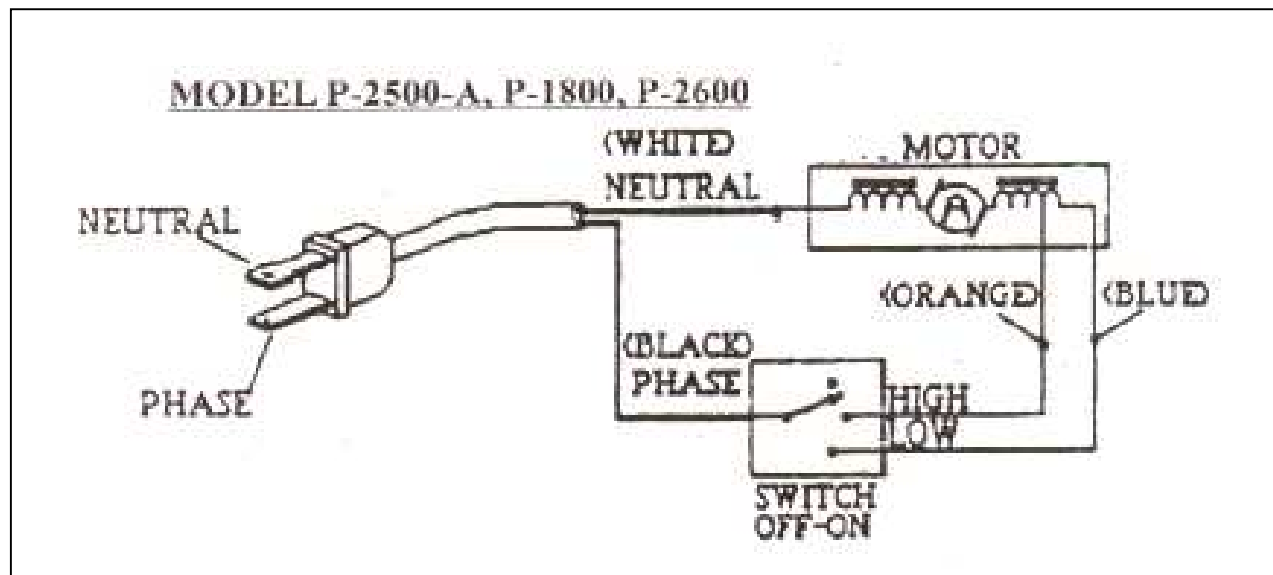 MODEL P-2500-A, P-1800, P-2600
(WHITE)
NEUTRAL
MOTOR
NEUTRAL
A
(ORANGE)
(BLUE)
(BLACK)
PHASE
PHASE
HIGH
LOW
SWITCH
OFF-ON